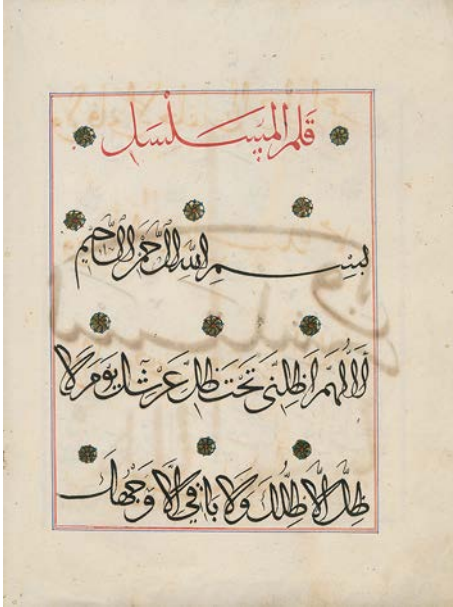 قلم المسلسل
بسم الله الرحمن الرحيم
اللهم اظلنى تحت ظل عرشك يوم لا
ظل الا ظلك ولا باقي الا وجهك